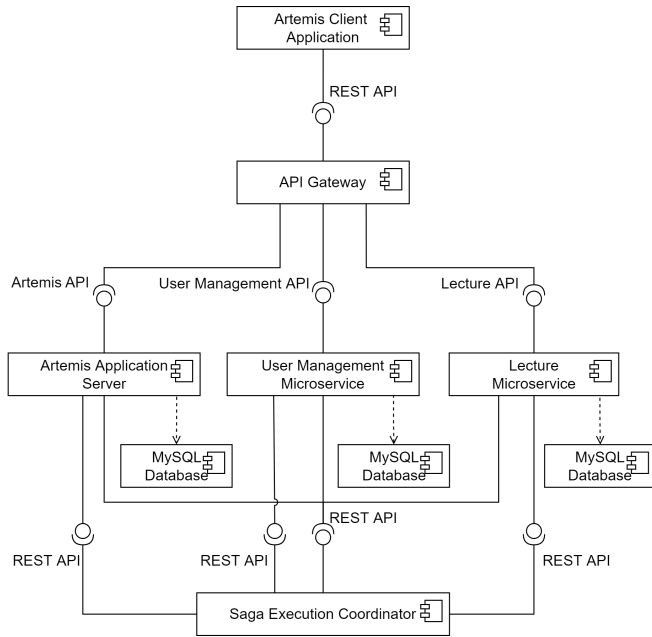 Artemis Client
Application
REST API
API Gateway
Artemis API
User Management API
Lecture API
Artemis Application
Server
User Management
Microservice
Lecture
Microservice
MySQL
Database
MySQL
Database
MySQL
Database
REST API
REST API
REST API
REST API
Saga Execution Coordinator